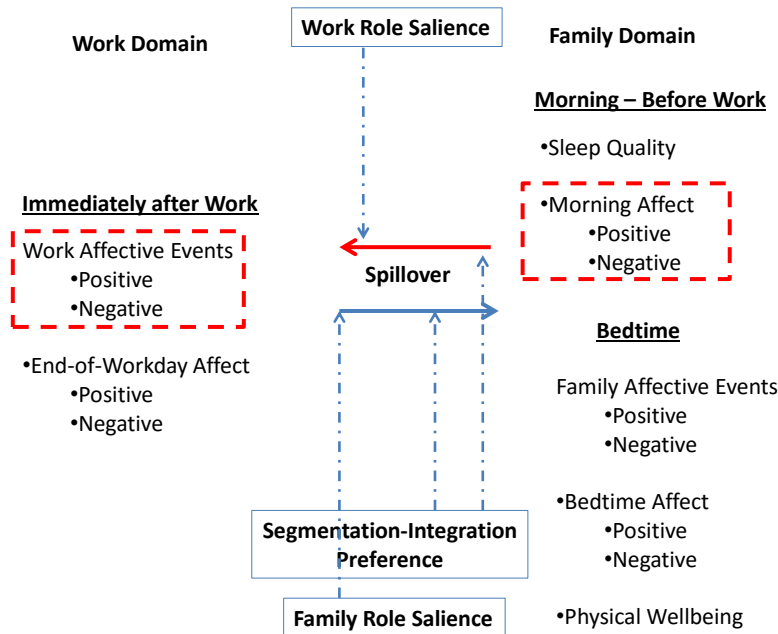 Work Domain
Work Role Salience
Family Domain
Morning – Before Work
•Sleep Quality
•Morning Affect
•Positive
•Negative
Immediately after Work
Work Affective Events
•Positive
•Negative
•End-of-Workday Affect
•Positive
•Negative
Spillover
Bedtime
Family Affective Events
•Positive
•Negative
•Bedtime Affect
•Positive
•Negative
•Physical Wellbeing
Segmentation-Integration
Preference
Family Role Salience